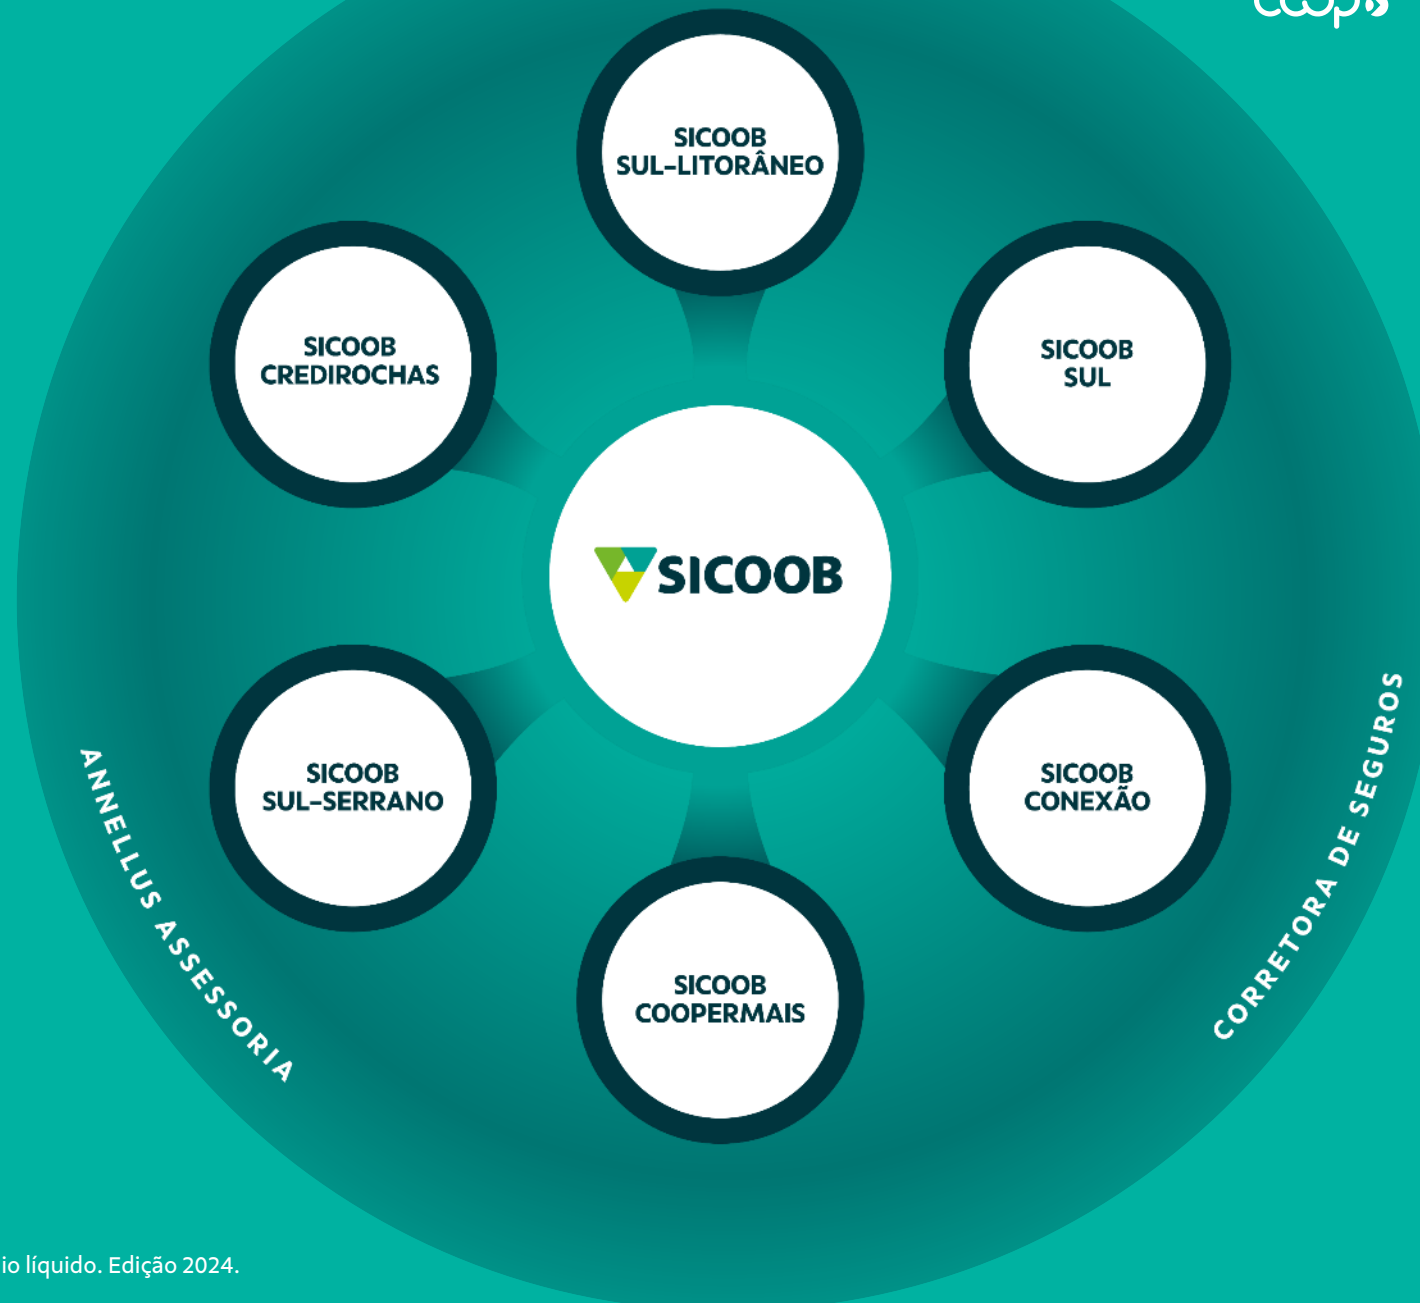 coop
SICOOB
SUL-LITORÂNEO
SICOOB
CREDIROCHAS
SICOOB
SUL
SICOOB
SICOOB
SUL-SERRANO
SICOOB
CONEXÃO
SICOOB
COOPERMAIS
ANNELLUS ASSESSORIA
CORRETORA DE SEGUROS
io líquido. Edição 2024.